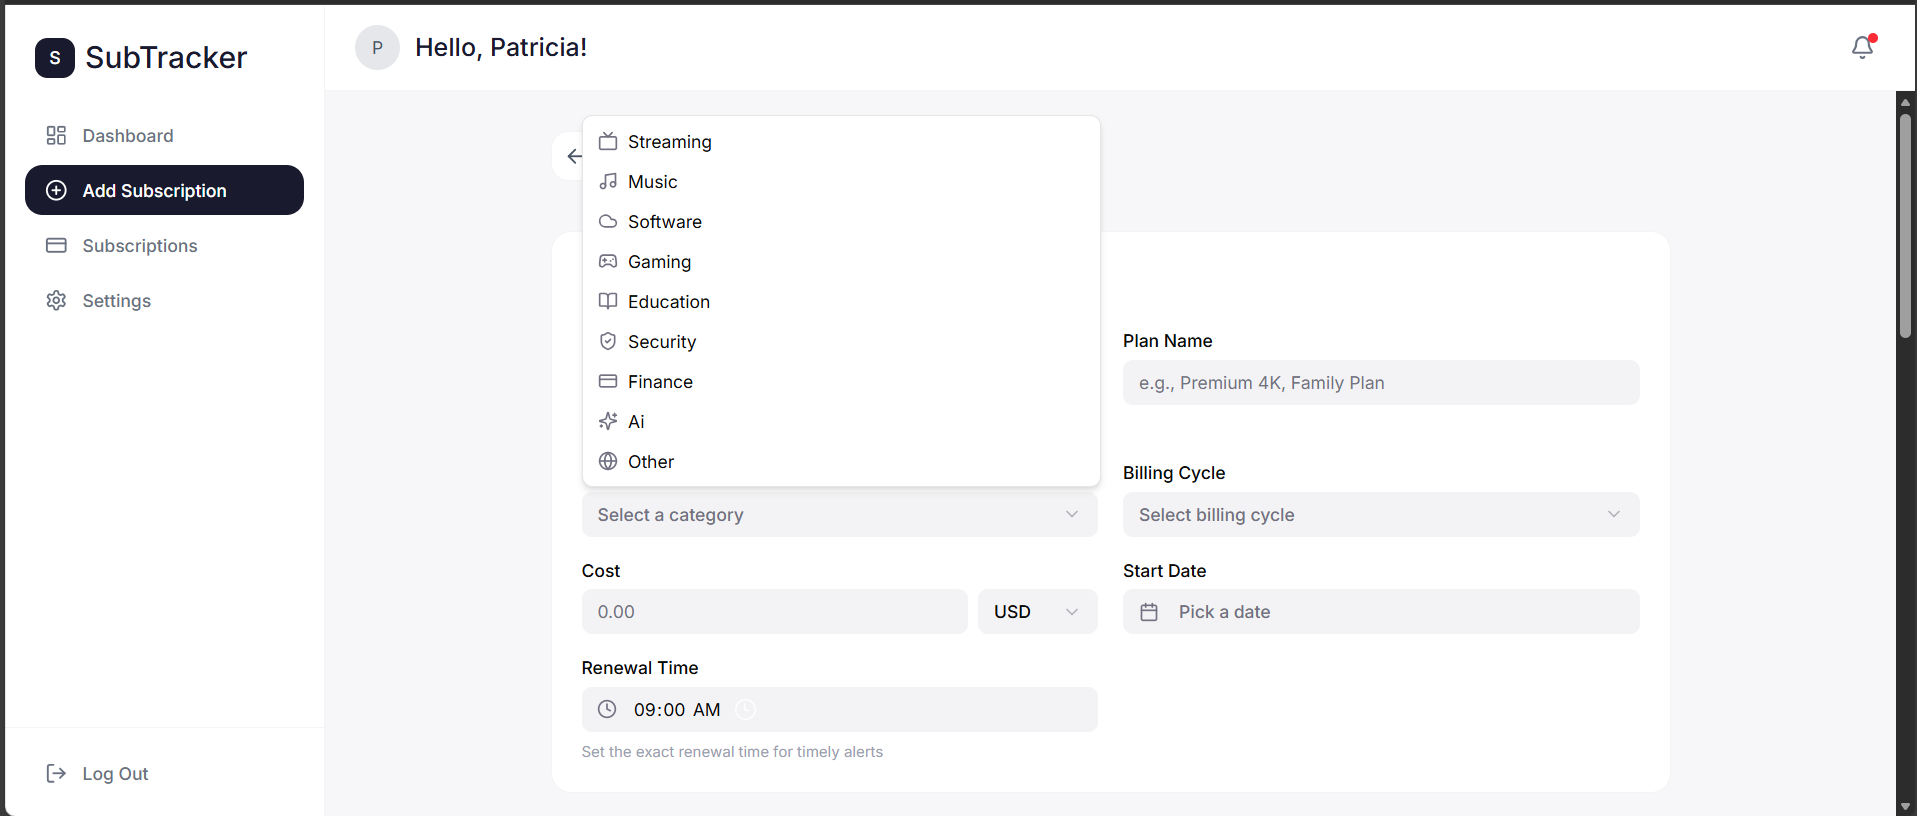 S SubTracker
Dashboard
Add Subscription
Subscriptions
Settings
Log Out
P Hello, Patricia!
Streaming
Music
Software
Gaming
Education
Security
Finance
Ai
Other
Select a category
Plan Name
e.g., Premium 4K, Family Plan
Billing Cycle
Select billing cycle
Cost
0.00
USD
Start Date
Pick a date
Renewal Time
09:00 AM
Set the exact renewal time for timely alerts